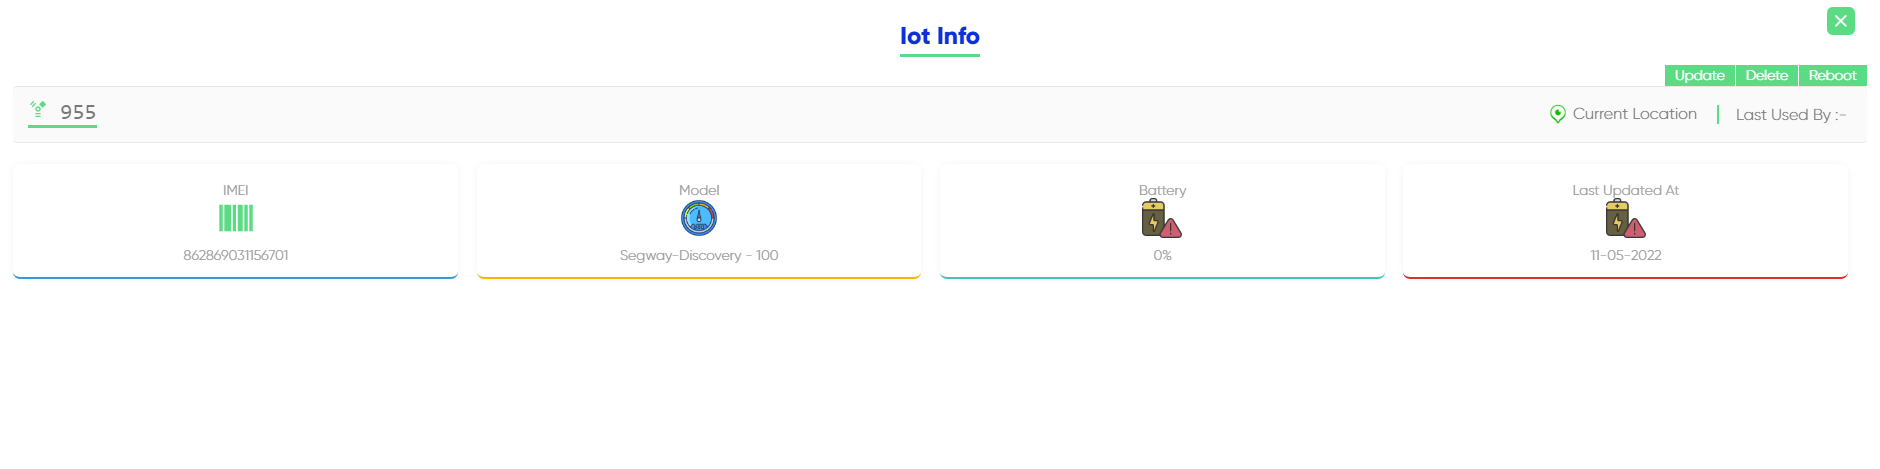 Iot Info
Update Delete Reboot
955
Current Location
Last Used By :-
IMEI
862869031156701
Model
Segway-Discovery - 100
Battery
0%
Last Updated At
11-05-2022